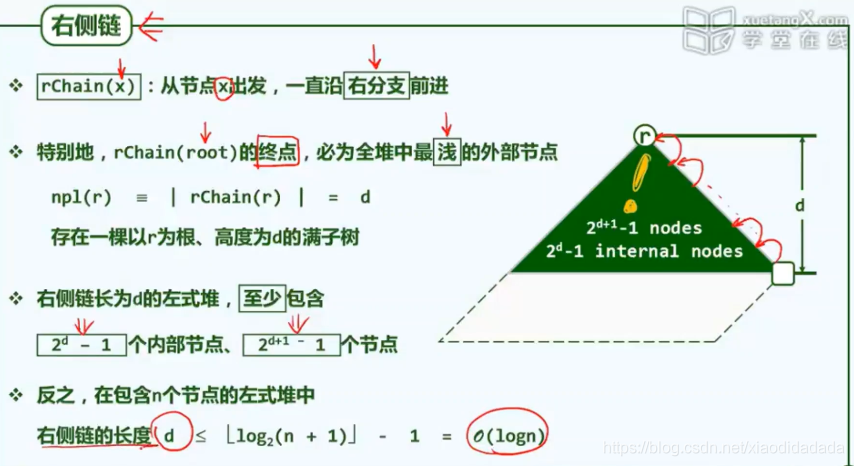 右侧链
xuetangX.com
学堂在线
❖ rChain(x)：从节点x出发，一直沿右分支前进
❖ 特别地，rChain(root)的终点，必为全堆中最浅的外部节点
npl(r) ≡ | rChain(r) | = d
存在一棵以r为根、高度为d的满子树
❖ 右侧链长为d的左式堆，至少包含
2^d - 1 个内部节点、 2^(d+1) - 1 个节点
❖ 反之，在包含n个节点的左式堆中
右侧链的长度 d ≤ ⌊log₂(n + 1)⌋ - 1 = O(logn)
r
d
2^(d+1)-1 nodes
2^d-1 internal nodes
https://blog.csdn.net/xiaodidadada